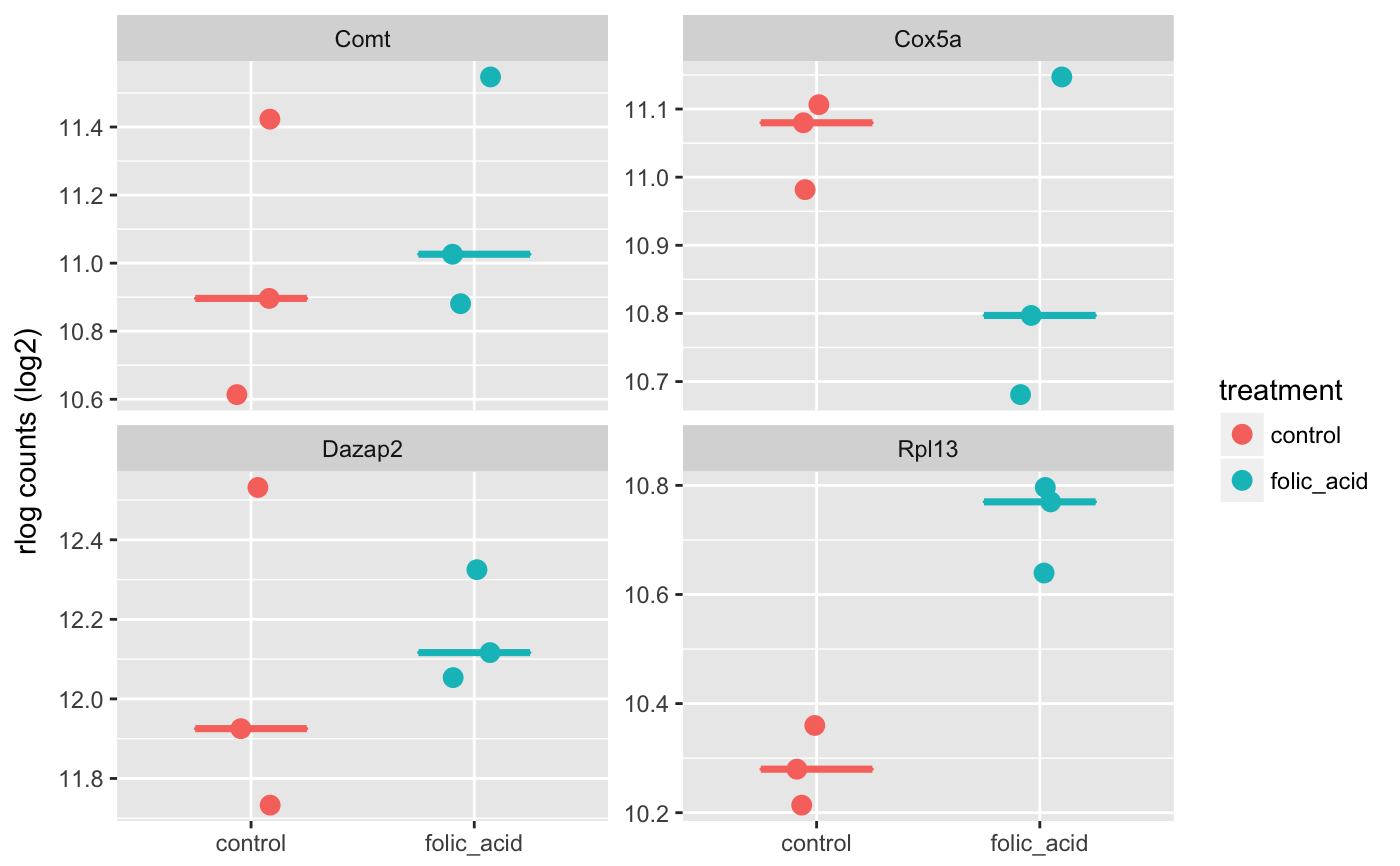 Comt
Cox5a
11.4
11.2
11.0
10.8
10.6
11.1
11.0
10.9
10.8
10.7
rlog counts (log2)
Dazap2
Rpl13
12.4
12.2
12.0
11.8
10.8
10.6
10.4
10.2
control
folic_acid
control
folic_acid
treatment
control
folic_acid